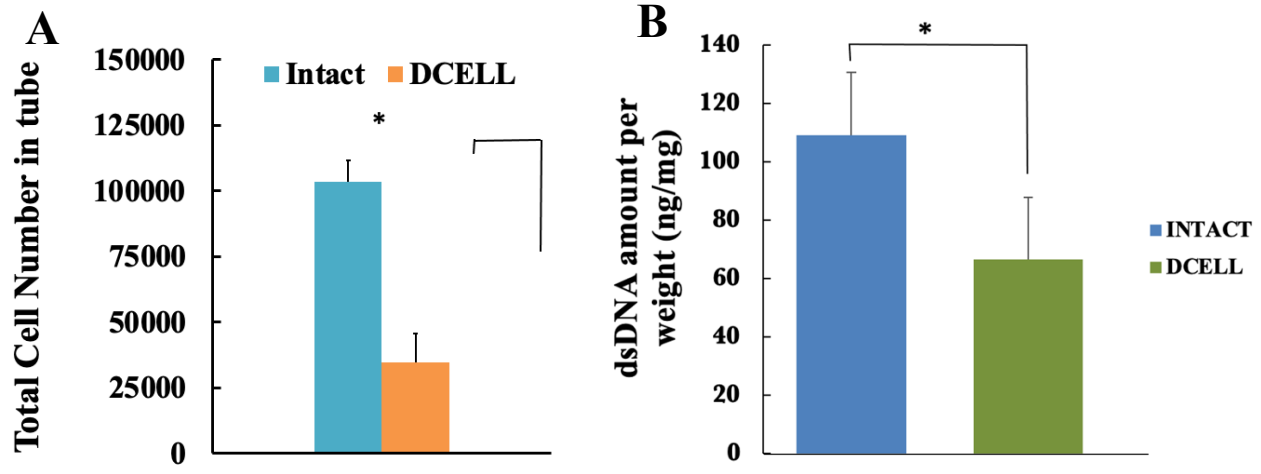 A
Total Cell Number in tube
150000
125000
100000
75000
50000
25000
0
Intact DCELL
*
B
dsDNA amount per
weight (ng/mg)
140
120
100
80
60
40
20
0
*
INTACT
DCELL